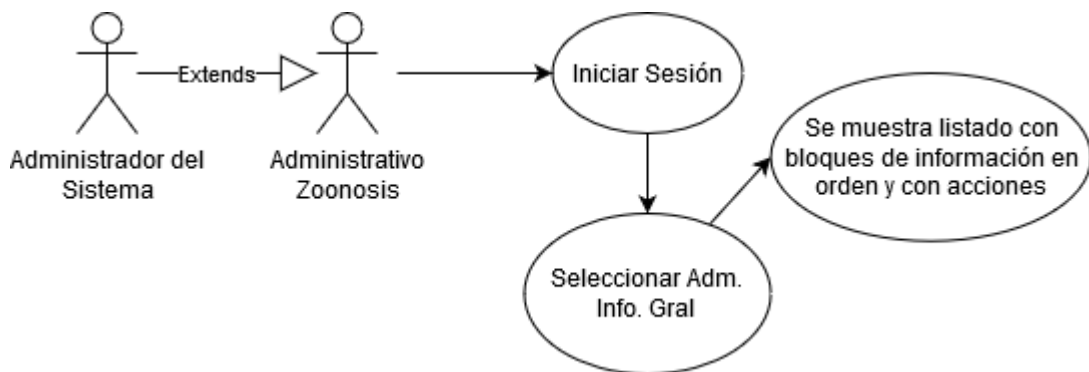 Extends
Administrador del
Sistema
Administrativo
Zoonosis
Iniciar Sesión
Se muestra listado con
bloques de información en
orden y con acciones
Seleccionar Adm.
Info. Gral